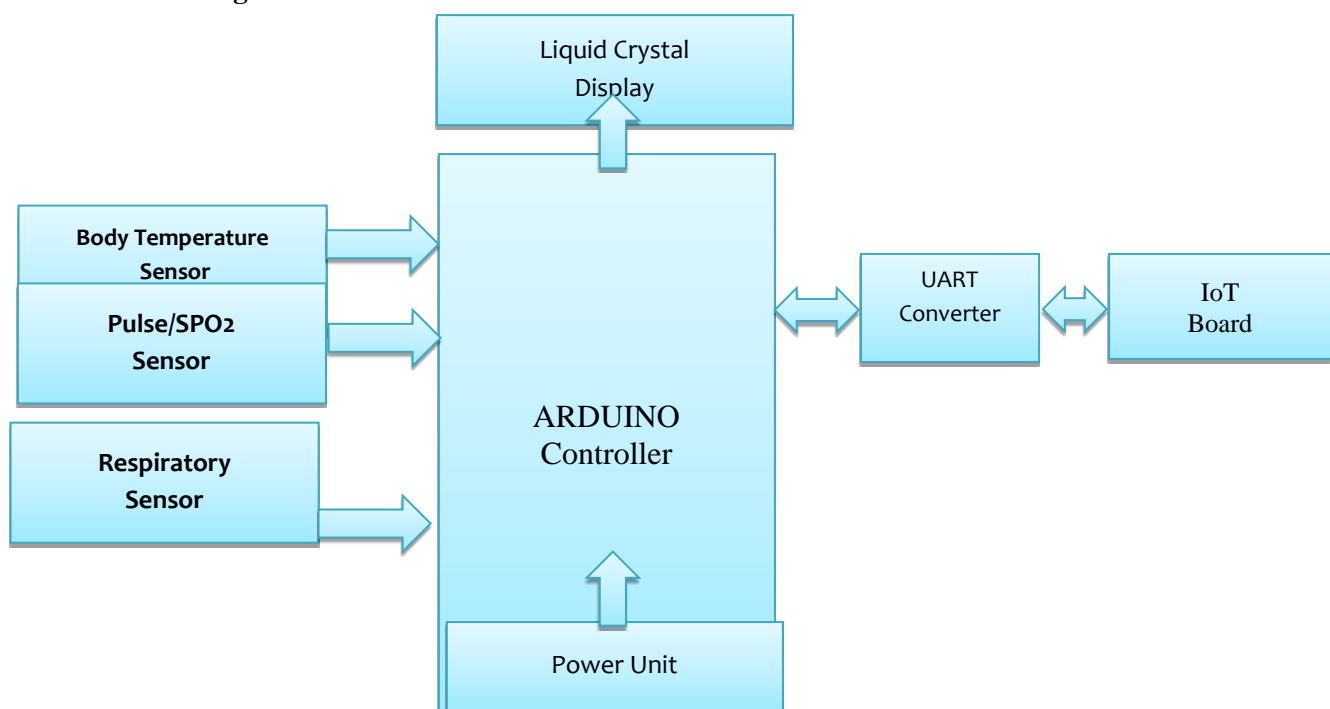 Liquid Crystal
Display
Body Temperature
Sensor
Pulse/SPO2
Sensor
Respiratory
Sensor
ARDUINO
Controller
UART
Converter
IoT
Board
Power Unit